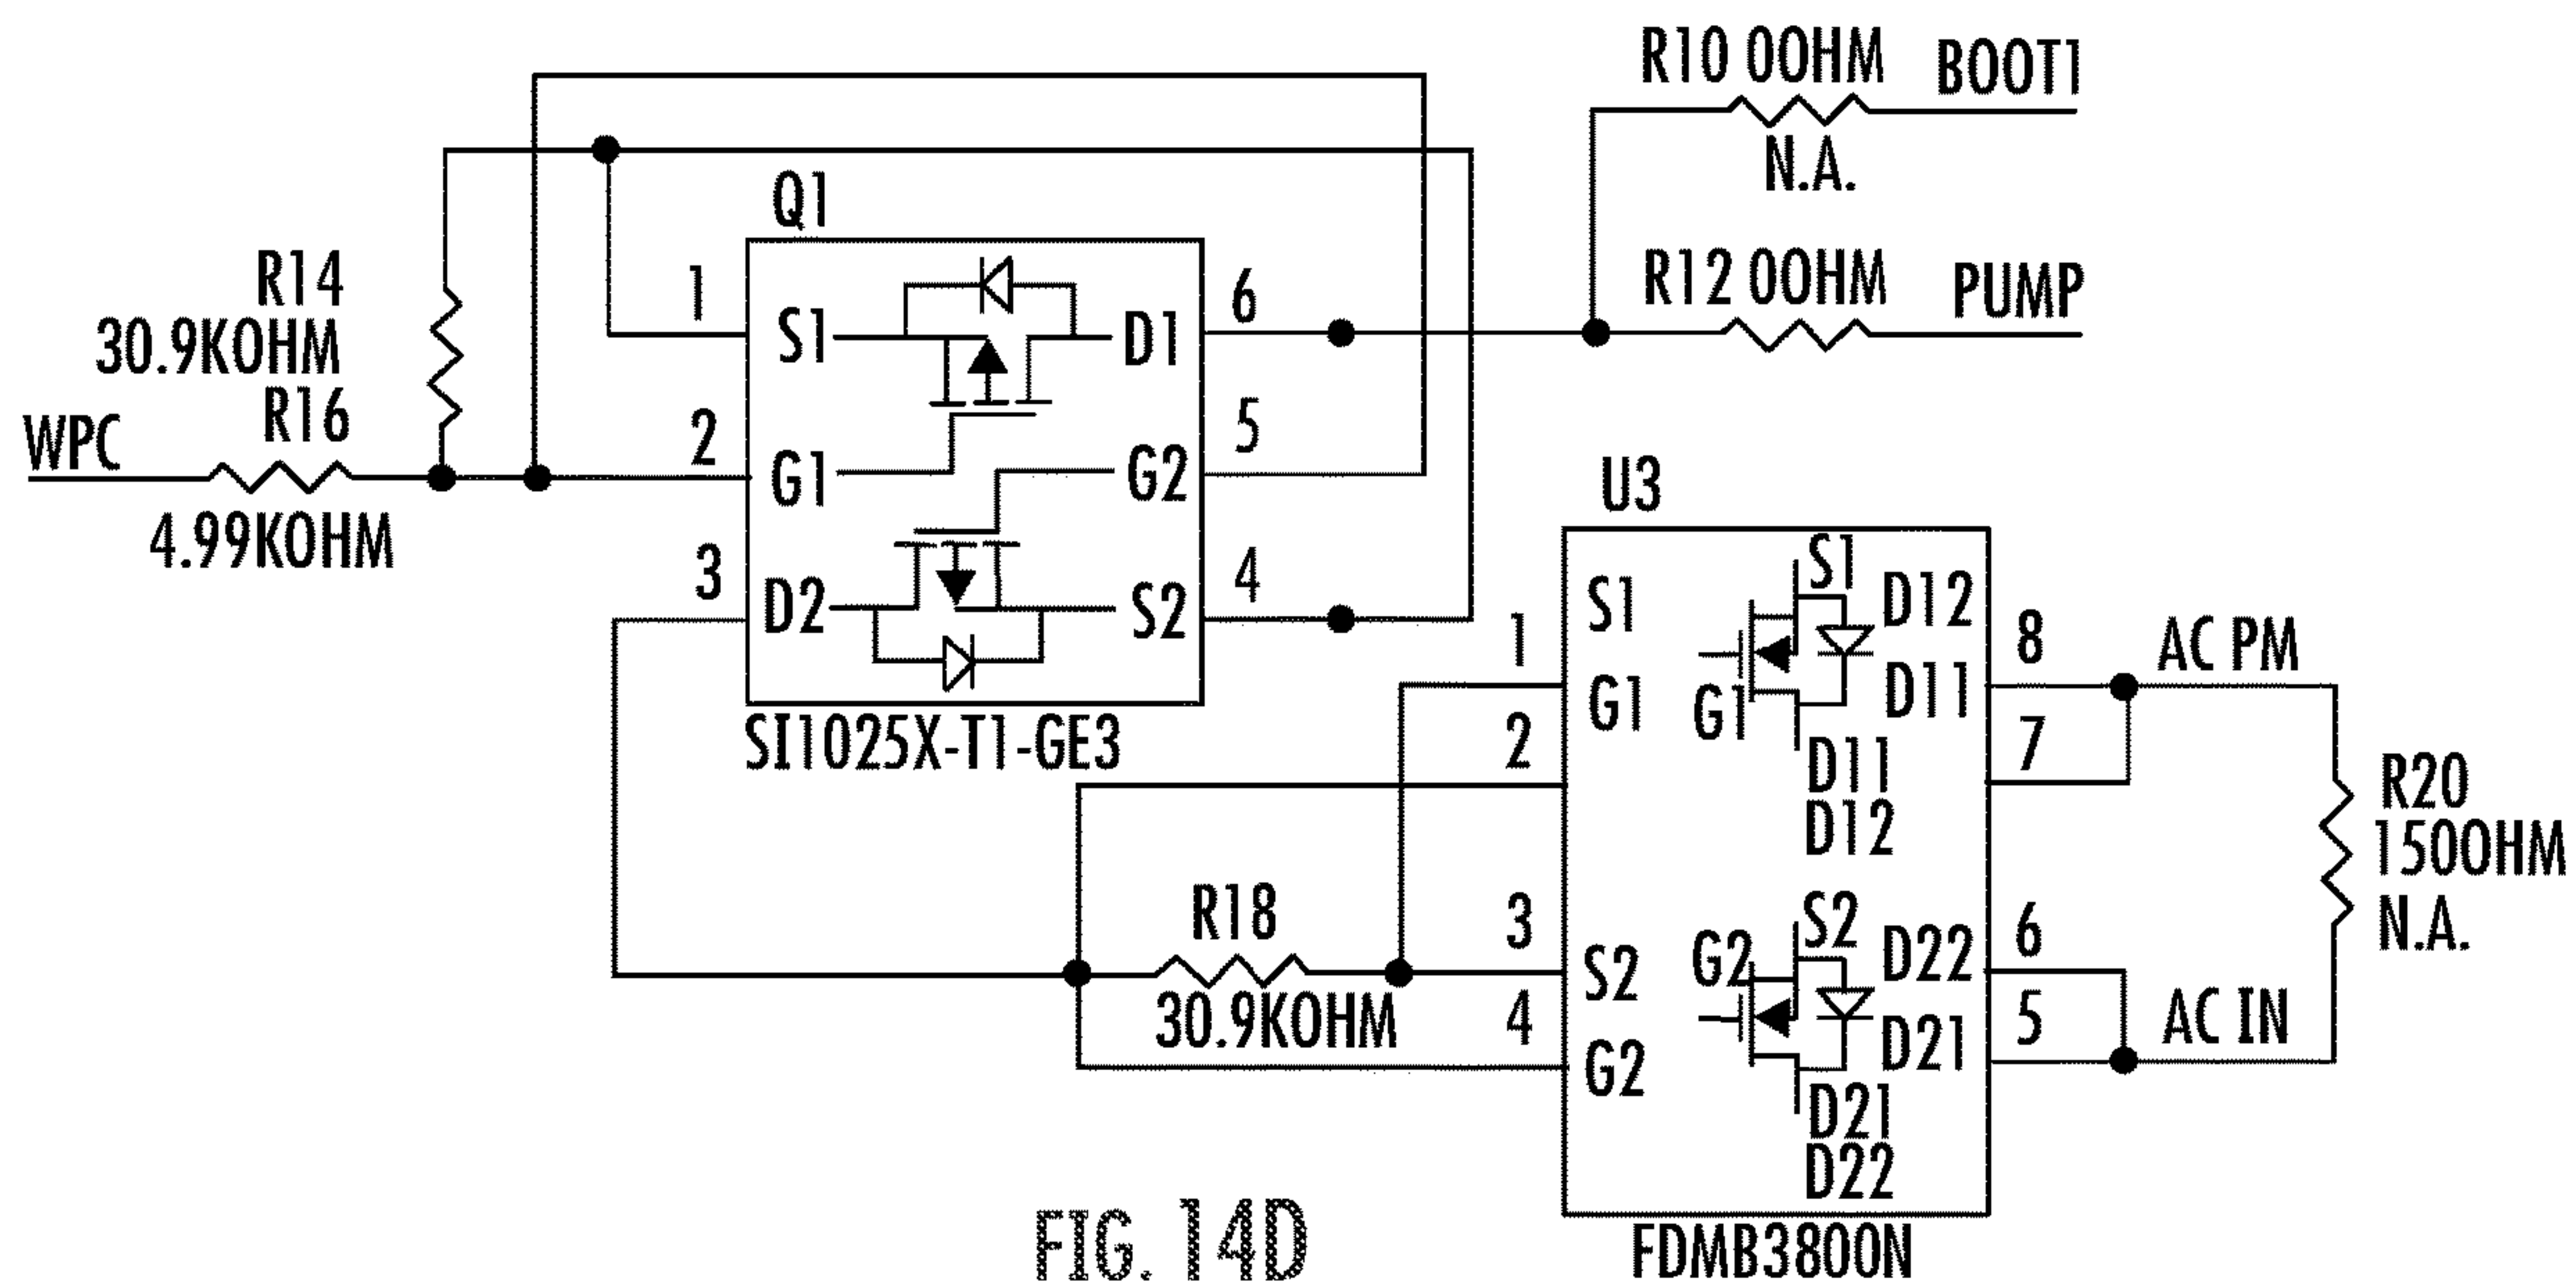 R10 0OHM
BOOT1
N.A.
R12 0OHM
PUMP
Q1
R14
30.9KOHM
R16
WPC
4.99KOHM
1
2
3
S1
G1
D2
D1
G2
S2
6
5
4
SI1025X-T1-GE3
U3
1
2
3
4
S1
G1
S2
G2
S1
G1
D11
D12
S2
G2
D21
D22
D12
D11
D22
D21
8
7
6
5
AC PM
AC IN
R20
150OHM
N.A.
R18
30.9KOHM
FDMB3800N
FIG. 14D